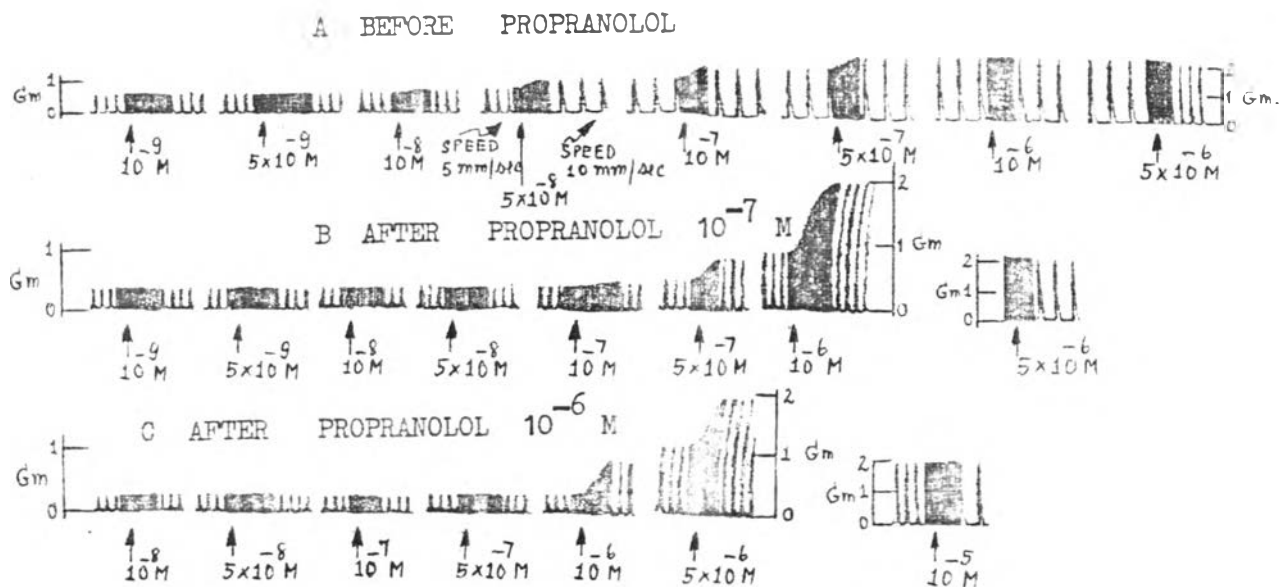 A BEFORE PROPRANOLOL
1
Gm
0
10⁻⁹ M
5×10⁻⁹ M
10⁻⁸ M
SPEED
5 mm/sec
5×10⁻⁸ M
SPEED
10 mm/sec
10⁻⁷ M
5×10⁻⁷ M
10⁻⁶ M
5×10⁻⁶ M
1 Gm.
0
B AFTER PROPRANOLOL 10⁻⁷ M
1
Gm
0
10⁻⁹ M
5×10⁻⁹ M
10⁻⁸ M
5×10⁻⁸ M
10⁻⁷ M
5×10⁻⁷ M
10⁻⁶ M
2
1 Gm
0
2
Gm 1
0
5×10⁻⁶ M
C AFTER PROPRANOLOL 10⁻⁶ M
1
Gm
0
10⁻⁸ M
5×10⁻⁸ M
10⁻⁷ M
5×10⁻⁷ M
10⁻⁶ M
5×10⁻⁶ M
2
1 Gm
0
2
Gm 1
0
10⁻⁵ M